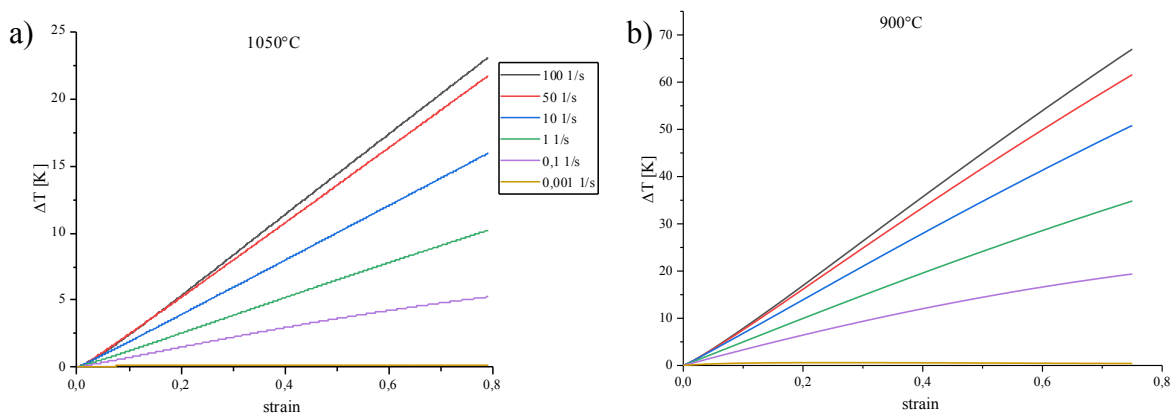 a)
1050°C
25
20
15
10
5
0
ΔT [K]
0,0 0,2 0,4 0,6 0,8
strain
100 1/s
50 1/s
10 1/s
1 1/s
0,1 1/s
0,001 1/s
b)
900°C
70
60
50
40
30
20
10
0
ΔT [K]
0,0 0,2 0,4 0,6 0,8
strain